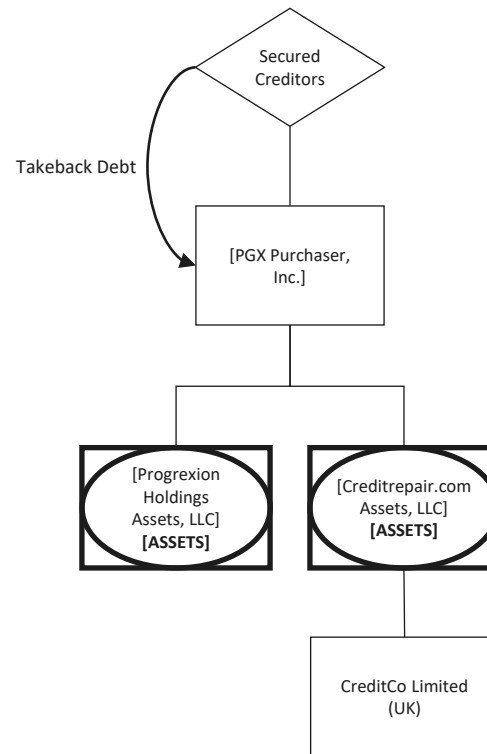 Secured
Creditors
Takeback Debt
[PGX Purchaser,
Inc.]
[Progrexion
Holdings
Assets, LLC]
[ASSETS]
[Creditrepair.com
Assets, LLC]
[ASSETS]
CreditCo Limited
(UK)